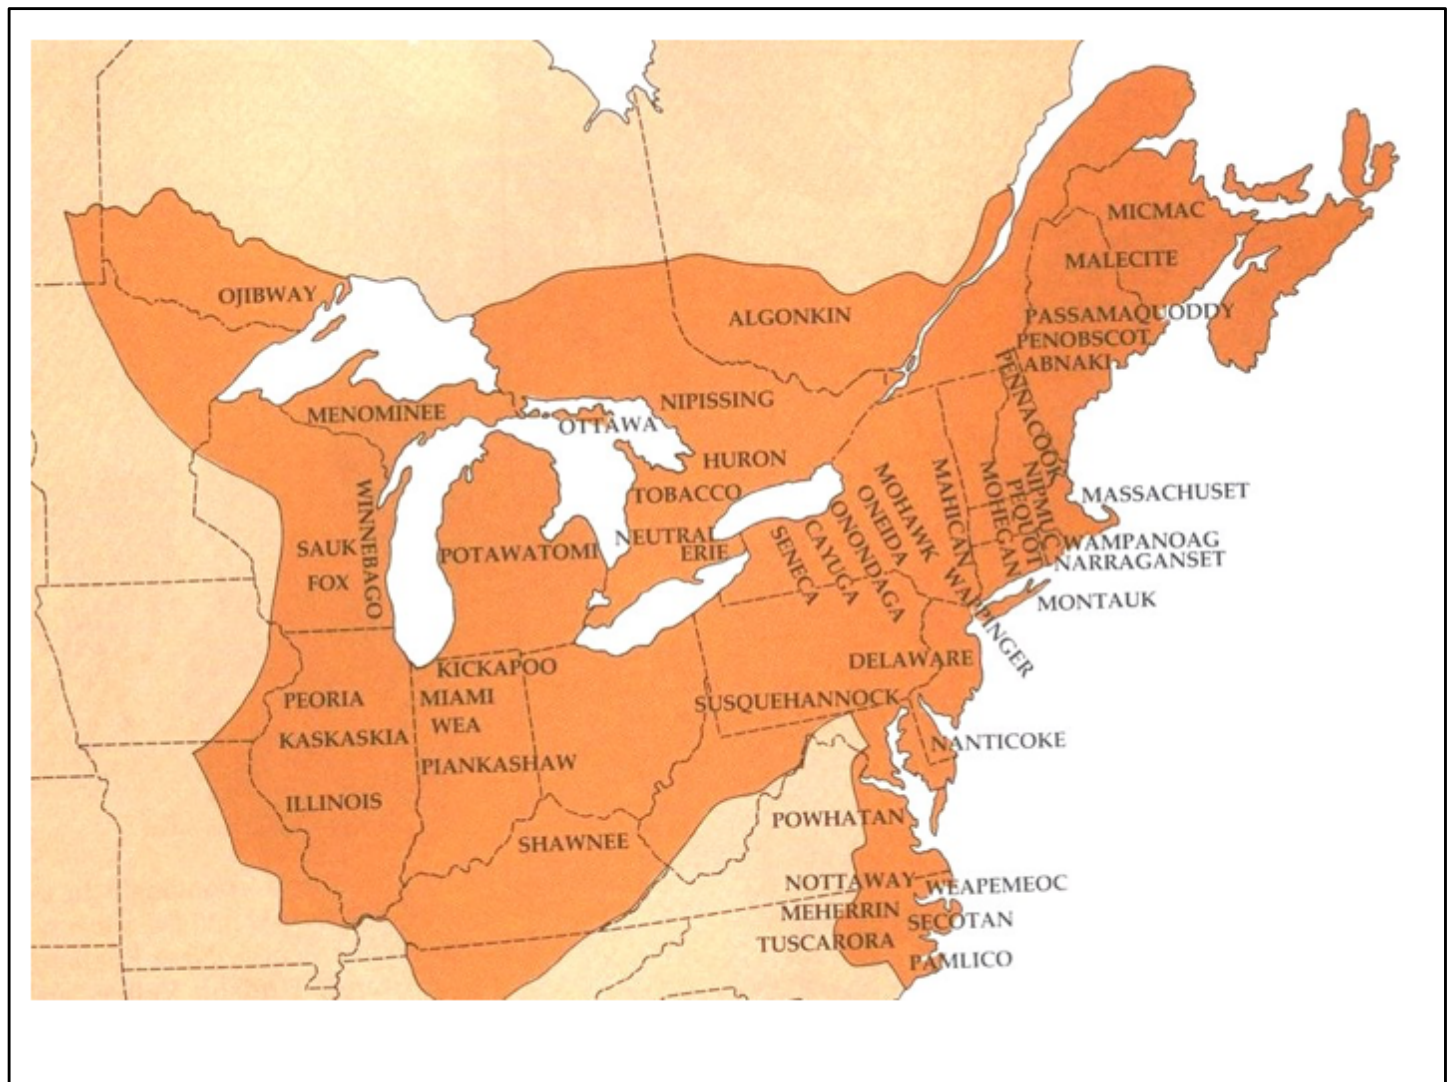 MICMAC
MALECITE
OJIBWAY
PASSAMAQUODDY
ALGONKIN
PENOBSCOT
ABNAKI
PENNACOOK
NIPISSING
MENOMINEE
OTTAWA
HURON
TOBACCO
MASSACHUSET
MOHAWK
MAHICAN
MOHEGAN
NIPMUC
PEQUOT
ONEIDA
ONONDAGA
CAYUGA
SENECA
WINNEBAGO
NEUTRAL
ERIE
WAMPANOAG
NARRAGANSET
SAUK
FOX
POTAWATOMI
MONTAUK
WAPPINGER
DELAWARE
KICKAPOO
MIAMI
WEA
PEORIA
SUSQUEHANNOCK
KASKASKIA
NANTICOKE
PIANKASHAW
ILLINOIS
POWHATAN
SHAWNEE
NOTTAWAY
WEAPEMEOC
MEHERRIN
SECOTAN
TUSCARORA
PAMLICO